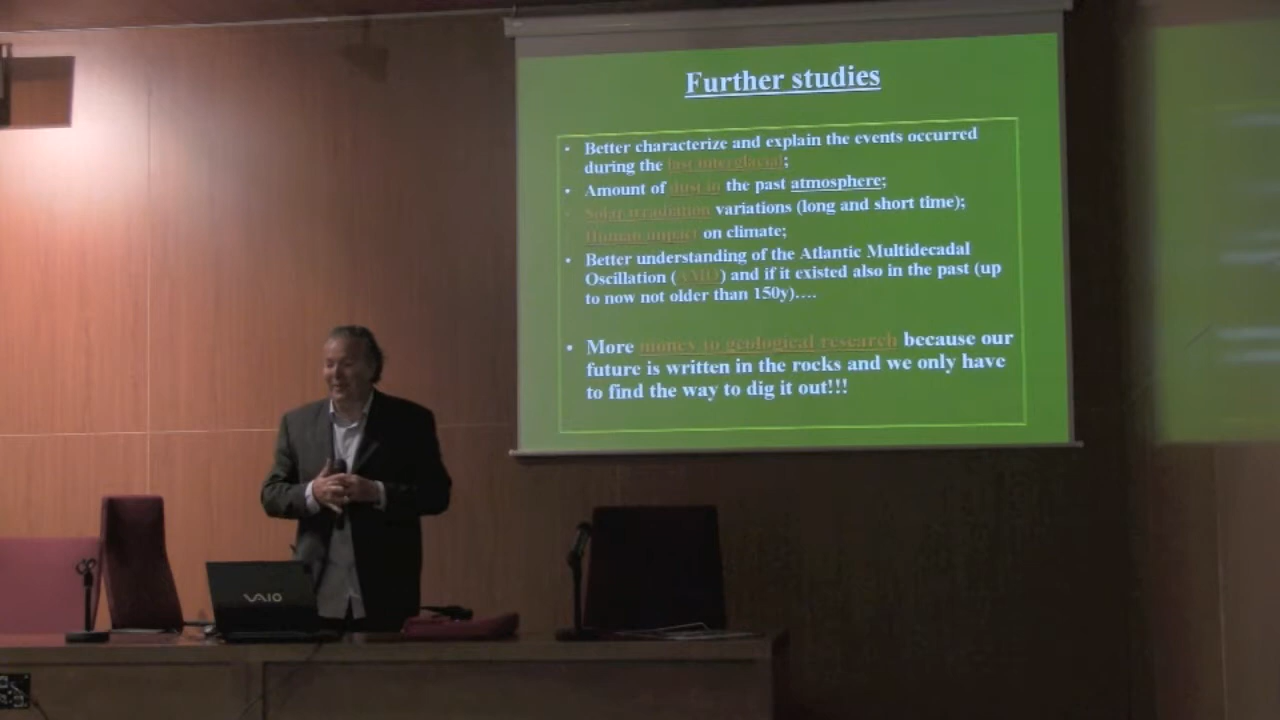 Further studies
• Better characterize and explain the events occurred
during the last interglacial;
• Amount of dust in the past atmosphere;
• Solar irradiation variations (long and short time);
• Human impact on climate;
• Better understanding of the Atlantic Multidecadal
Oscillation (AMO) and if it existed also in the past (up
to now not older than 150y)….
• More money to geological research because our
future is written in the rocks and we only have
to find the way to dig it out!!!
VAIO